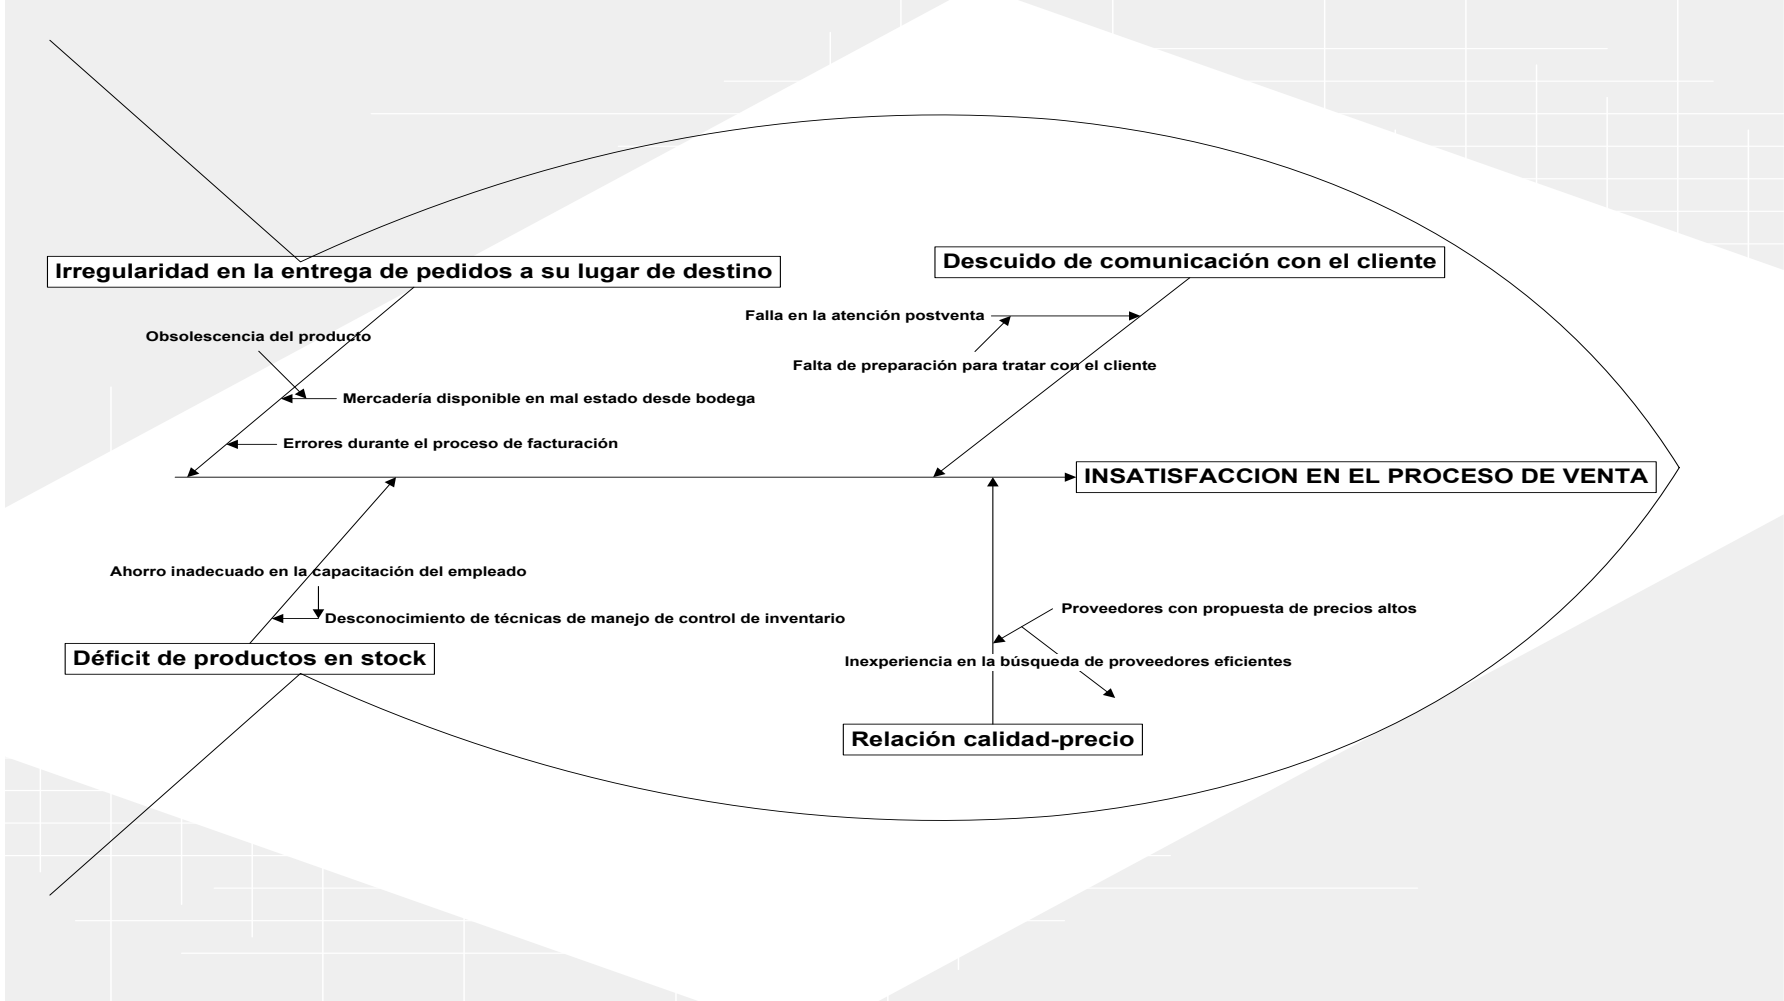 Irregularidad en la entrega de pedidos a su lugar de destino
Descuido de comunicación con el cliente
Falla en la atención postventa
Obsolescencia del producto
Falta de preparación para tratar con el cliente
Mercadería disponible en mal estado desde bodega
Errores durante el proceso de facturación
INSATISFACCION EN EL PROCESO DE VENTA
Ahorro inadecuado en la capacitación del empleado
Desconocimiento de técnicas de manejo de control de inventario
Proveedores con propuesta de precios altos
Déficit de productos en stock
Inexperiencia en la búsqueda de proveedores eficientes
Relación calidad-precio